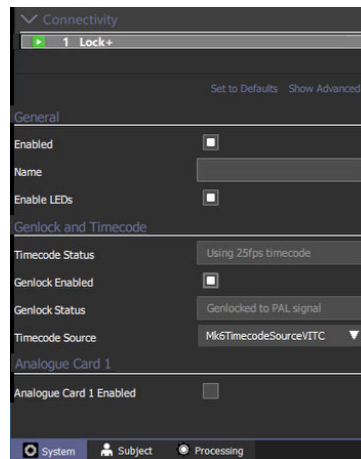 Connectivity
1 Lock+
Set to Defaults Show Advanced
General
Enabled
Name
Enable LEDs
Genlock and Timecode
Timecode Status Using 25fps timecode
Genlock Enabled
Genlock Status Genlocked to PAL signal
Timecode Source Mk6TimecodeSourceVITC
Analogue Card 1
Analogue Card 1 Enabled
System Subject Processing